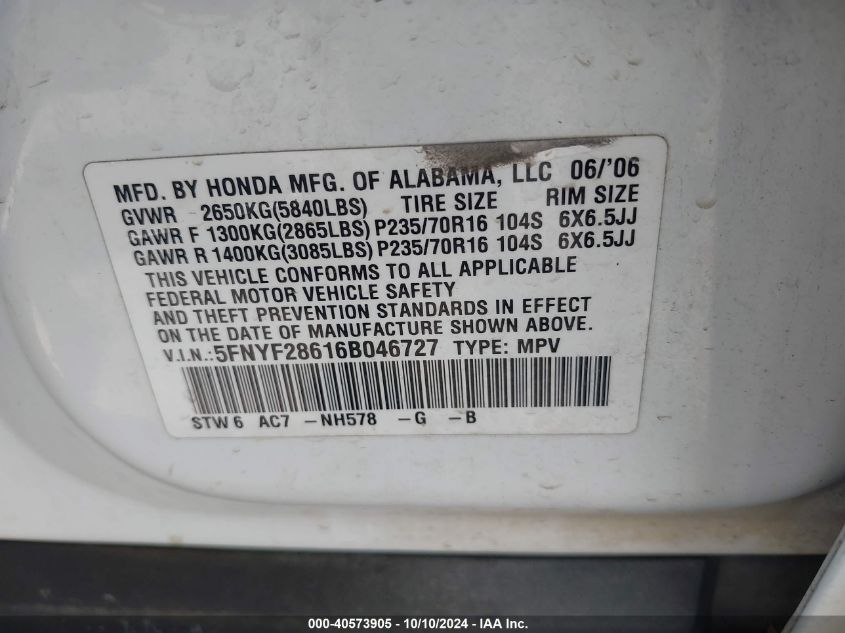 MFD. BY HONDA MFG. OF ALABAMA, LLC 06/'06
GVWR 2650KG(5840LBS) TIRE SIZE RIM SIZE
GAWR F 1300KG(2865LBS) P235/70R16 104S 6X6.5JJ
GAWR R 1400KG(3085LBS) P235/70R16 104S 6X6.5JJ
THIS VEHICLE CONFORMS TO ALL APPLICABLE
FEDERAL MOTOR VEHICLE SAFETY
AND THEFT PREVENTION STANDARDS IN EFFECT
ON THE DATE OF MANUFACTURE SHOWN ABOVE.
V.I.N.:5FNYF28616B046727 TYPE: MPV
STW6 AC7 -NH578 -G -B
000-40573905 - 10/10/2024 - IAA Inc.